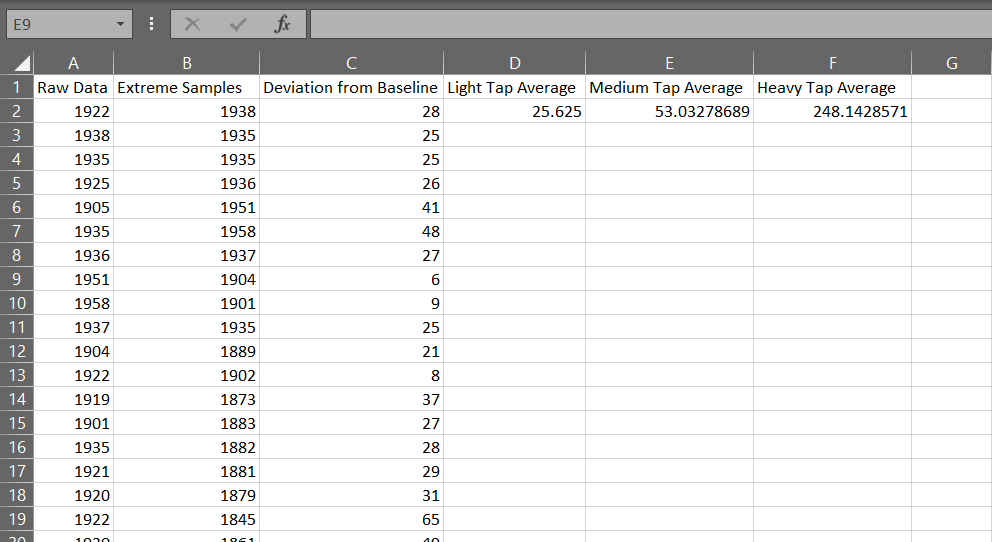 E9 fx
A B C D E F G
1 Raw Data Extreme Samples Deviation from Baseline Light Tap Average Medium Tap Average Heavy Tap Average
2 1922 1938 28 25.625 53.03278689 248.1428571
3 1938 1935 25
4 1935 1935 25
5 1925 1936 26
6 1905 1951 41
7 1935 1958 48
8 1936 1937 27
9 1951 1904 6
10 1958 1901 9
11 1937 1935 25
12 1904 1889 21
13 1922 1902 8
14 1919 1873 37
15 1901 1883 27
16 1935 1882 28
17 1921 1881 29
18 1920 1879 31
19 1922 1845 65